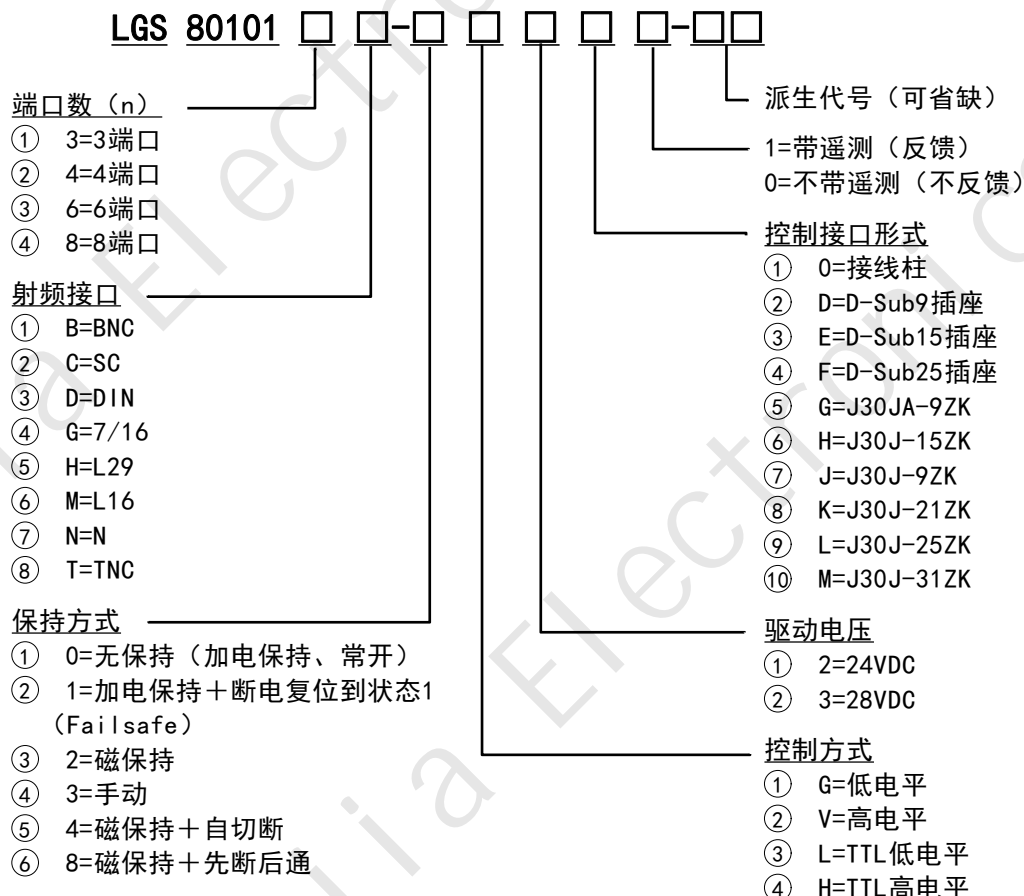 LGS 80101 □ □-□ □ □ □ □-□□
端口数（n）
① 3=3端口
② 4=4端口
③ 6=6端口
④ 8=8端口
射频接口
① B=BNC
② C=SC
③ D=DIN
④ G=7/16
⑤ H=L29
⑥ M=L16
⑦ N=N
⑧ T=TNC
保持方式
① 0=无保持（加电保持、常开）
② 1=加电保持＋断电复位到状态1
（Failsafe）
③ 2=磁保持
④ 3=手动
⑤ 4=磁保持＋自切断
⑥ 8=磁保持＋先断后通
派生代号（可省缺）
1=带遥测（反馈）
0=不带遥测（不反馈）
控制接口形式
① 0=接线柱
② D=D-Sub9插座
③ E=D-Sub15插座
④ F=D-Sub25插座
⑤ G=J30JA-9ZK
⑥ H=J30J-15ZK
⑦ J=J30J-9ZK
⑧ K=J30J-21ZK
⑨ L=J30J-25ZK
⑩ M=J30J-31ZK
驱动电压
① 2=24VDC
② 3=28VDC
控制方式
① G=低电平
② V=高电平
③ L=TTL低电平
④ H=TTL高电平